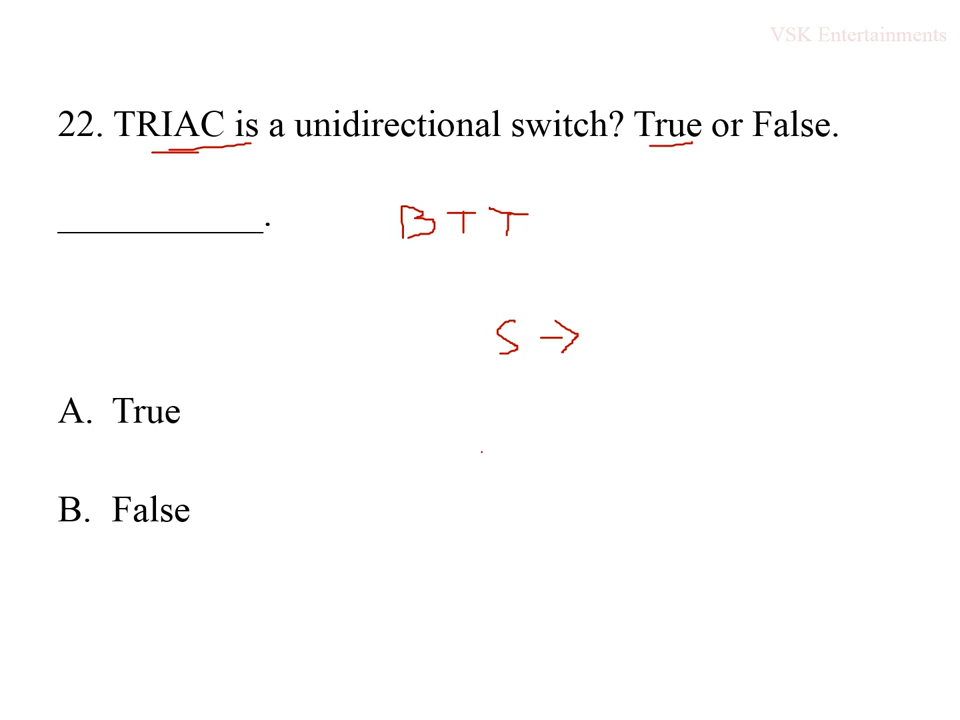 VSK Entertainments
22. TRIAC is a unidirectional switch? True or False.
____________.
BTT
S →
A. True
B. False